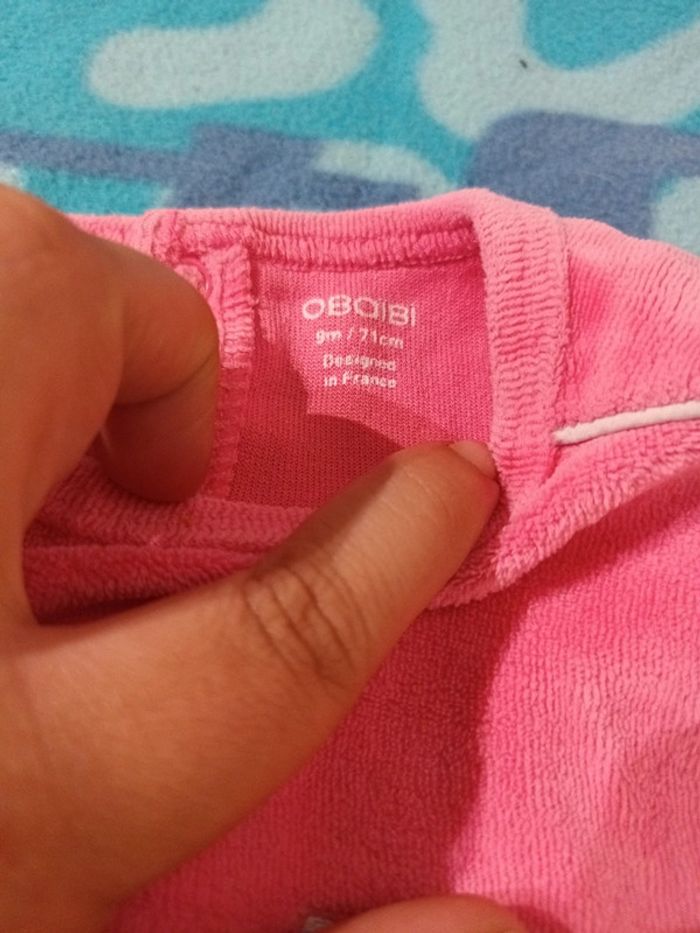 OBaIBI
9m / 71cm
Designed
in France